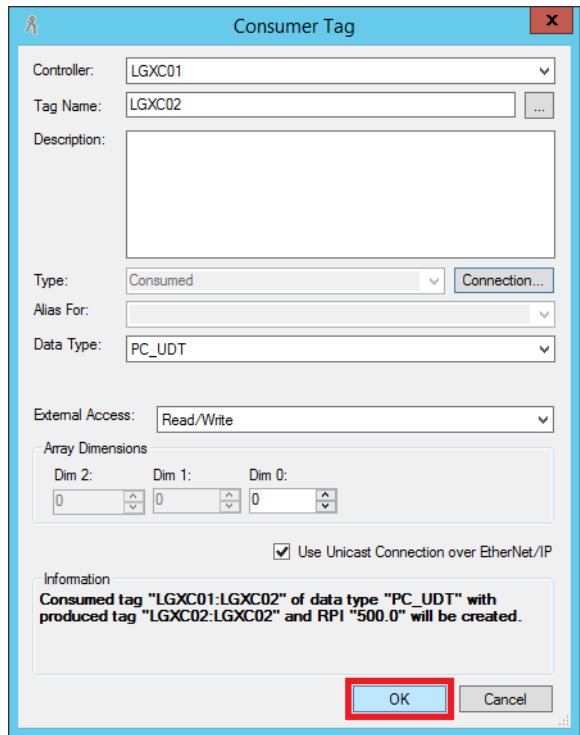 Consumer Tag
x
Controller: LGXC01
Tag Name: LGXC02 ...
Description:
Type: Consumed Connection...
Alias For:
Data Type: PC_UDT
External Access: Read/Write
Array Dimensions
Dim 2: Dim 1: Dim 0:
0 0 0
Use Unicast Connection over EtherNet/IP
Information
Consumed tag "LGXC01:LGXC02" of data type "PC_UDT" with
produced tag "LGXC02:LGXC02" and RPI "500.0" will be created.
OK Cancel